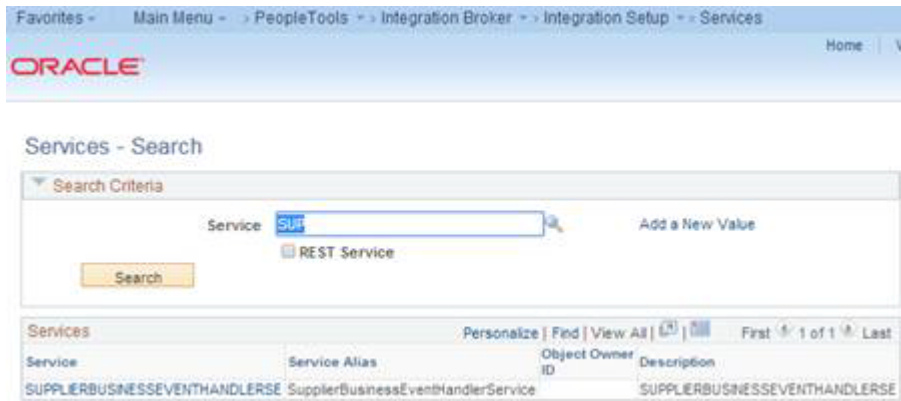 Favorites Main Menu > PeopleTools > Integration Broker > Integration Setup > Services
Home
ORACLE
Services - Search
Search Criteria
Service SUP Add a New Value
REST Service
Search
Services Personalize | Find | View All | | First 1 of 1 Last
Service Service Alias Object Owner ID Description
SUPPLIERBUSINESSEVENTHANDLERSE SupplierBusinessEventHandlerService SUPPLIERBUSINESSEVENTHANDLERSE